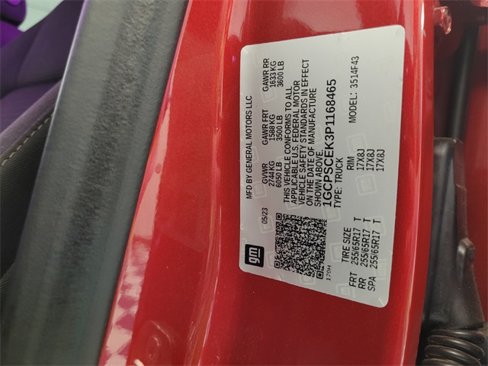 MFD BY GENERAL MOTORS LLC
05/23 GVWR GAWR FRT GAWR RR
2744 KG 1588 KG 1633 KG
6050 LB 3500 LB 3600 LB
THIS VEHICLE CONFORMS TO ALL
APPLICABLE U.S. FEDERAL MOTOR
VEHICLE SAFETY STANDARDS IN EFFECT
ON THE DATE OF MANUFACTURE
SHOWN ABOVE.
1GCPSCEK3P1168465
TYPE: TRUCK MODEL: 3514F43
gm
TIRE SIZE RIM
FRT 255/65R17 T 17X8J
RR 255/65R17 T 17X8J
SPA 255/65R17 T 17X8J